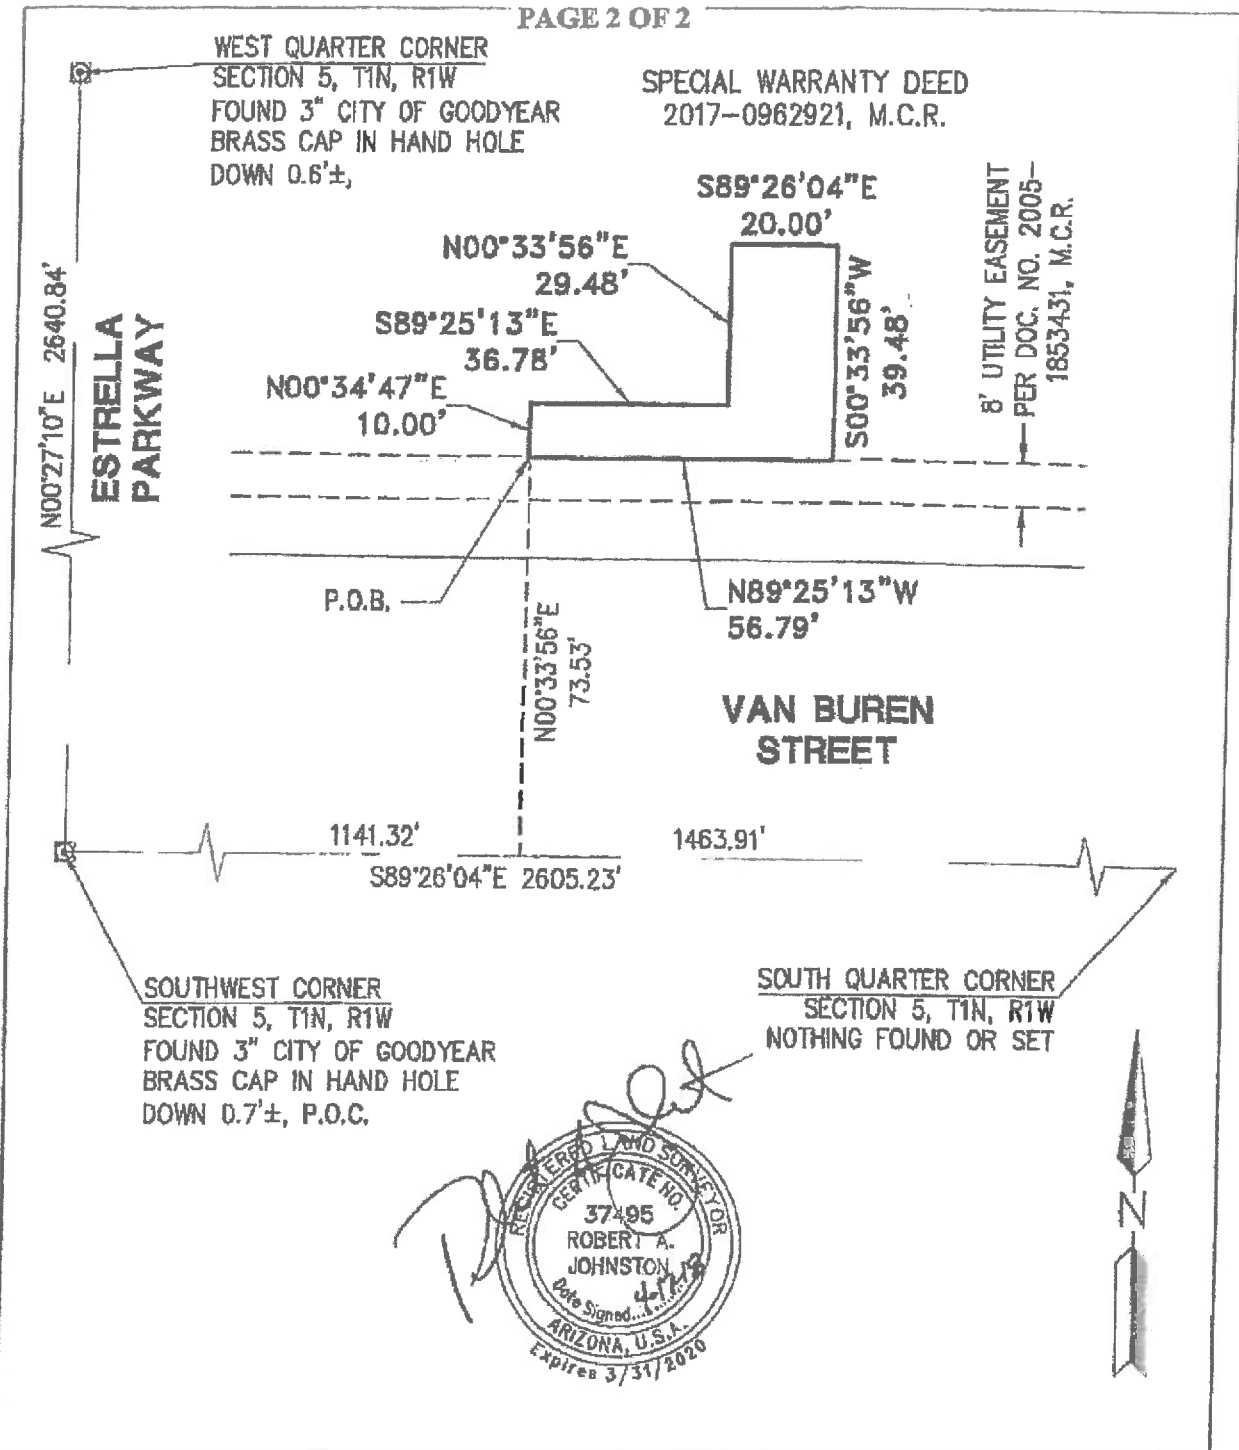 PAGE 2 OF 2
WEST QUARTER CORNER
SECTION 5, T1N, R1W
FOUND 3" CITY OF GOODYEAR
BRASS CAP IN HAND HOLE
DOWN 0.6'±,
SPECIAL WARRANTY DEED
2017-0962921, M.C.R.
S89°26'04"E
20.00'
N00°33'56"E
29.48'
S89°25'13"E
36.78'
N00°34'47"E
10.00'
S00°33'56"W
39.48'
8' UTILITY EASEMENT
PER DOC. NO. 2005-
1853431, M.C.R.
N00°27'10"E 2640.84'
ESTRELLA
PARKWAY
P.O.B.
N89°25'13"W
56.79'
N00°33'56"E
73.53'
VAN BUREN
STREET
1141.32'
1463.91'
S89°26'04"E 2605.23'
SOUTHWEST CORNER
SECTION 5, T1N, R1W
FOUND 3" CITY OF GOODYEAR
BRASS CAP IN HAND HOLE
DOWN 0.7'±, P.O.C.
SOUTH QUARTER CORNER
SECTION 5, T1N, R1W
NOTHING FOUND OR SET
REGISTERED LAND SURVEYOR
CERTIFICATE NO.
37495
ROBERT A.
JOHNSTON
Date Signed...
ARIZONA, U.S.A.
Expires 3/31/2020
N